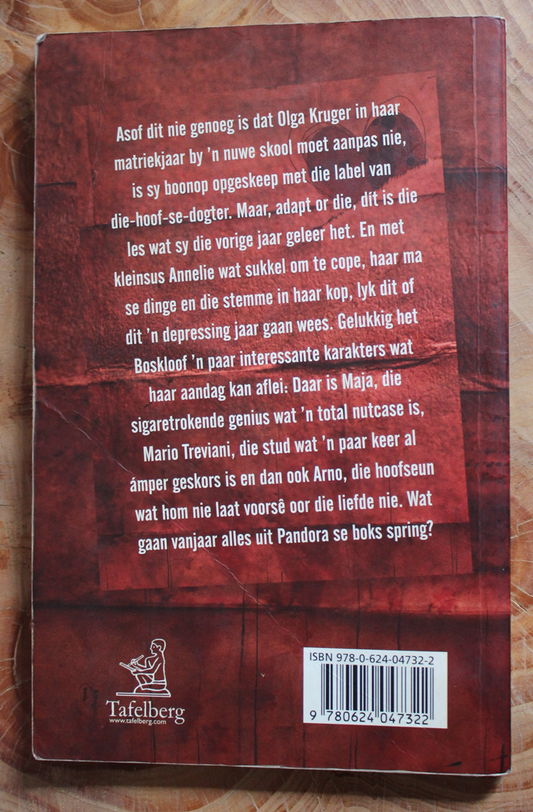 Asof dit nie genoeg is dat Olga Kruger in haar
matriekjaar by 'n nuwe skool moet aanpas nie,
is sy boonop opgeskeep met die label van
die-hoof-se-dogter. Maar, adapt or die, dít is die
les wat sy die vorige jaar geleer het. En met
kleinsus Annelie wat sukkel om te cope, haar ma
se dinge en die stemme in haar kop, lyk dit of
dit 'n depressing jaar gaan wees. Gelukkig het
Boskloof 'n paar interessante karakters wat
haar aandag kan aflei: Daar is Maja, die
sigaretrokende genius wat 'n total nutcase is,
Mario Treviani, die stud wat 'n paar keer al
ámper geskors is en dan ook Arno, die hoofseun
wat hom nie laat voorsê oor die liefde nie. Wat
gaan vanjaar alles uit Pandora se boks spring?
Tafelberg
www.tafelberg.com
ISBN 978-0-624-04732-2
9 780624 047322